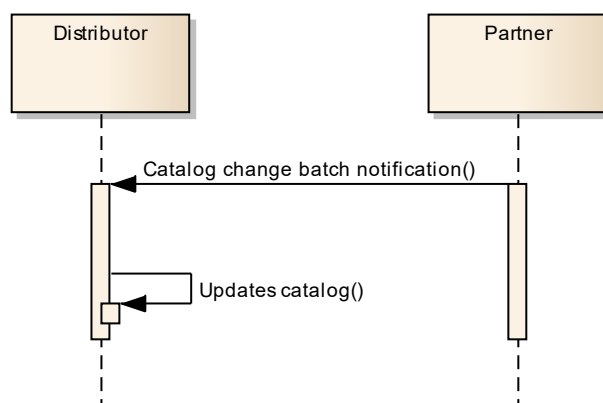 Distributor
Partner
Catalog change batch notification()
Updates catalog()